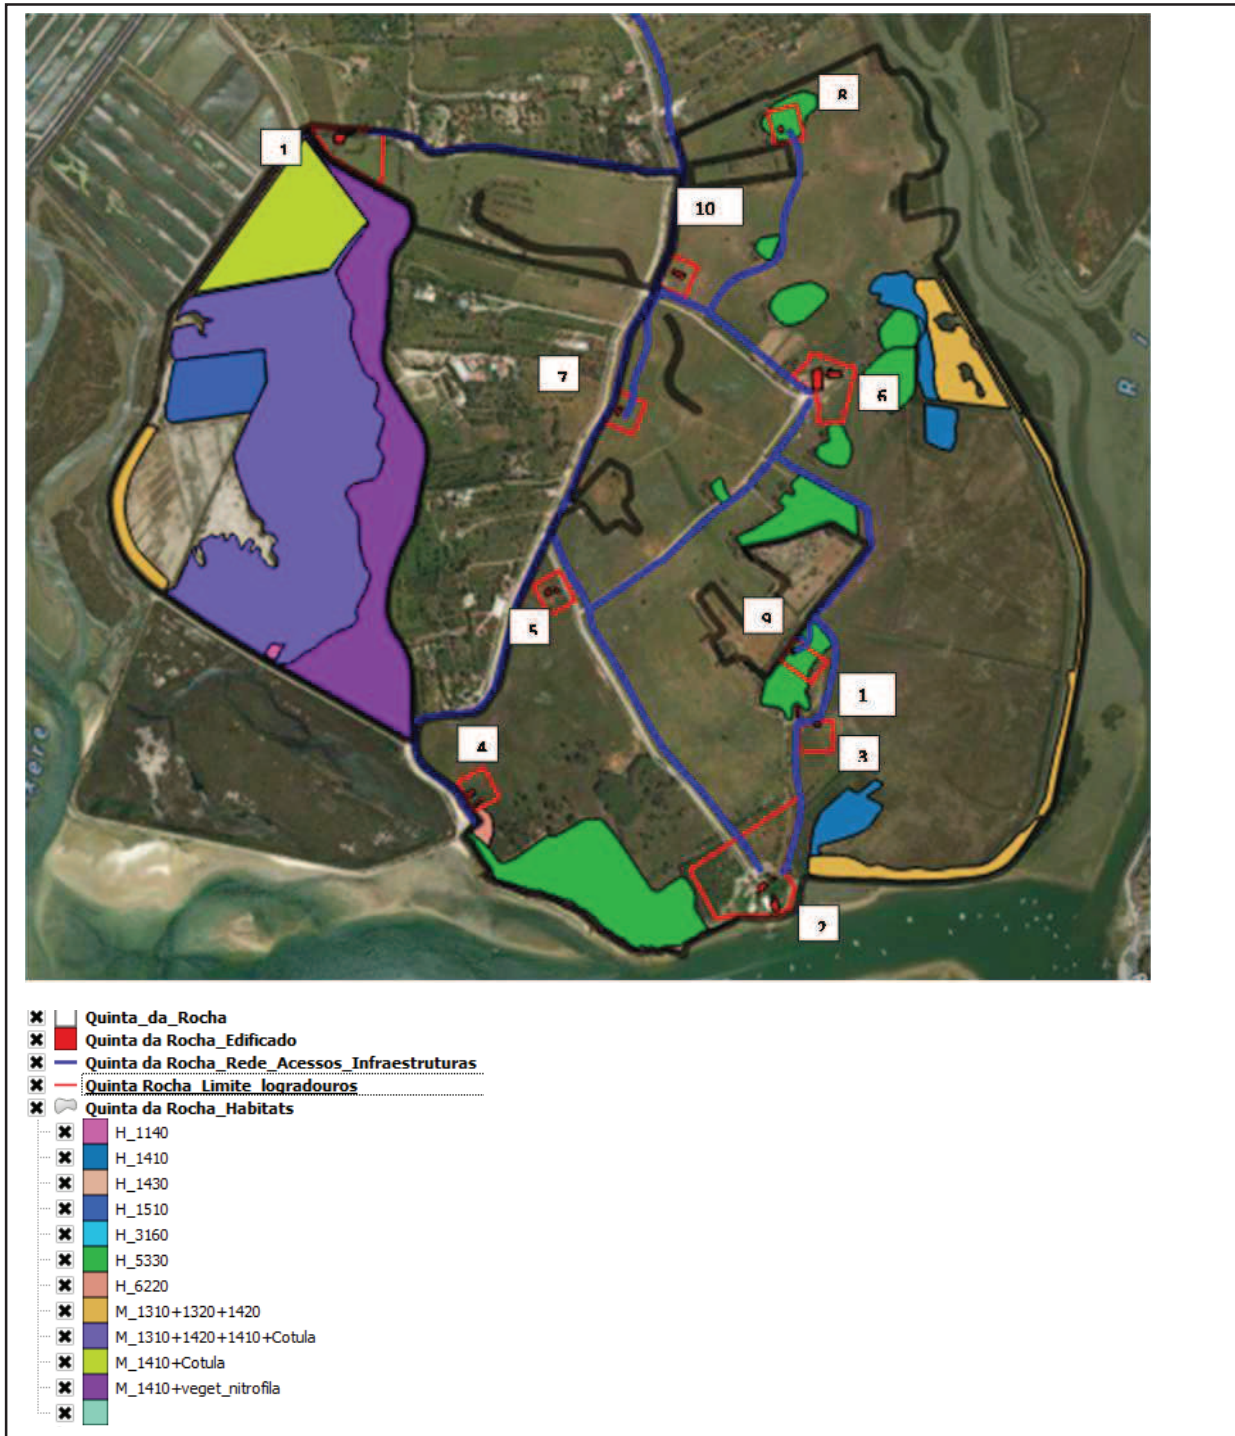 8
1
10
7
6
5
9
1
3
4
2
R i
ere
Quinta_da_Rocha
Quinta da Rocha_Edificado
Quinta da Rocha_Rede_Acessos_Infraestruturas
Quinta Rocha_Limite_logradouros
Quinta da Rocha_Habitats
H_1140
H_1410
H_1430
H_1510
H_3160
H_5330
H_6220
M_1310+1320+1420
M_1310+1420+1410+Cotula
M_1410+Cotula
M_1410+veget_nitrofila